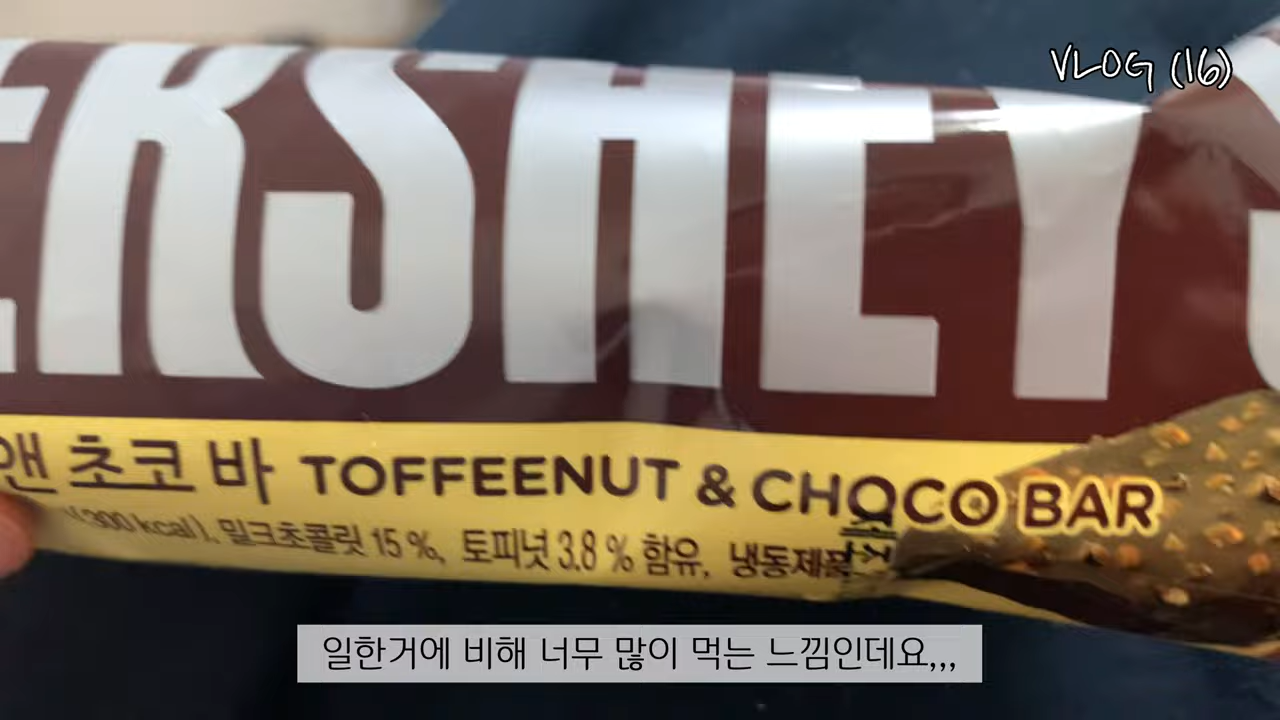 VLOG (16)
ERSHEY'S
앤 초코 바 TOFFEENUT & CHOCO BAR
(300 kcal), 밀크초콜릿 15 %, 토피넛 3.8 % 함유, 냉동제품
일한거에 비해 너무 많이 먹는 느낌인데요,,,